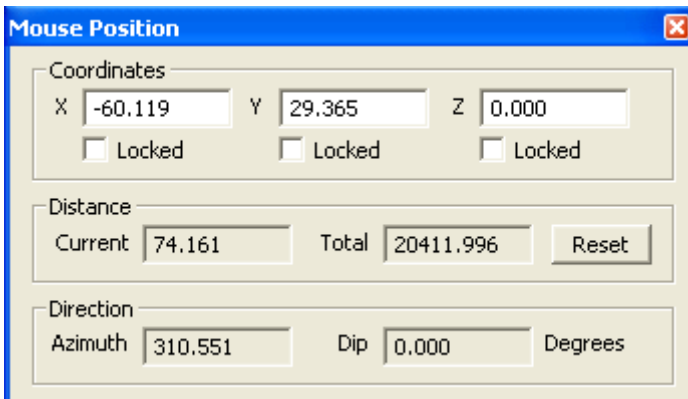 Mouse Position
Coordinates
X -60.119 Y 29.365 Z 0.000
Locked Locked Locked
Distance
Current 74.161 Total 20411.996 Reset
Direction
Azimuth 310.551 Dip 0.000 Degrees